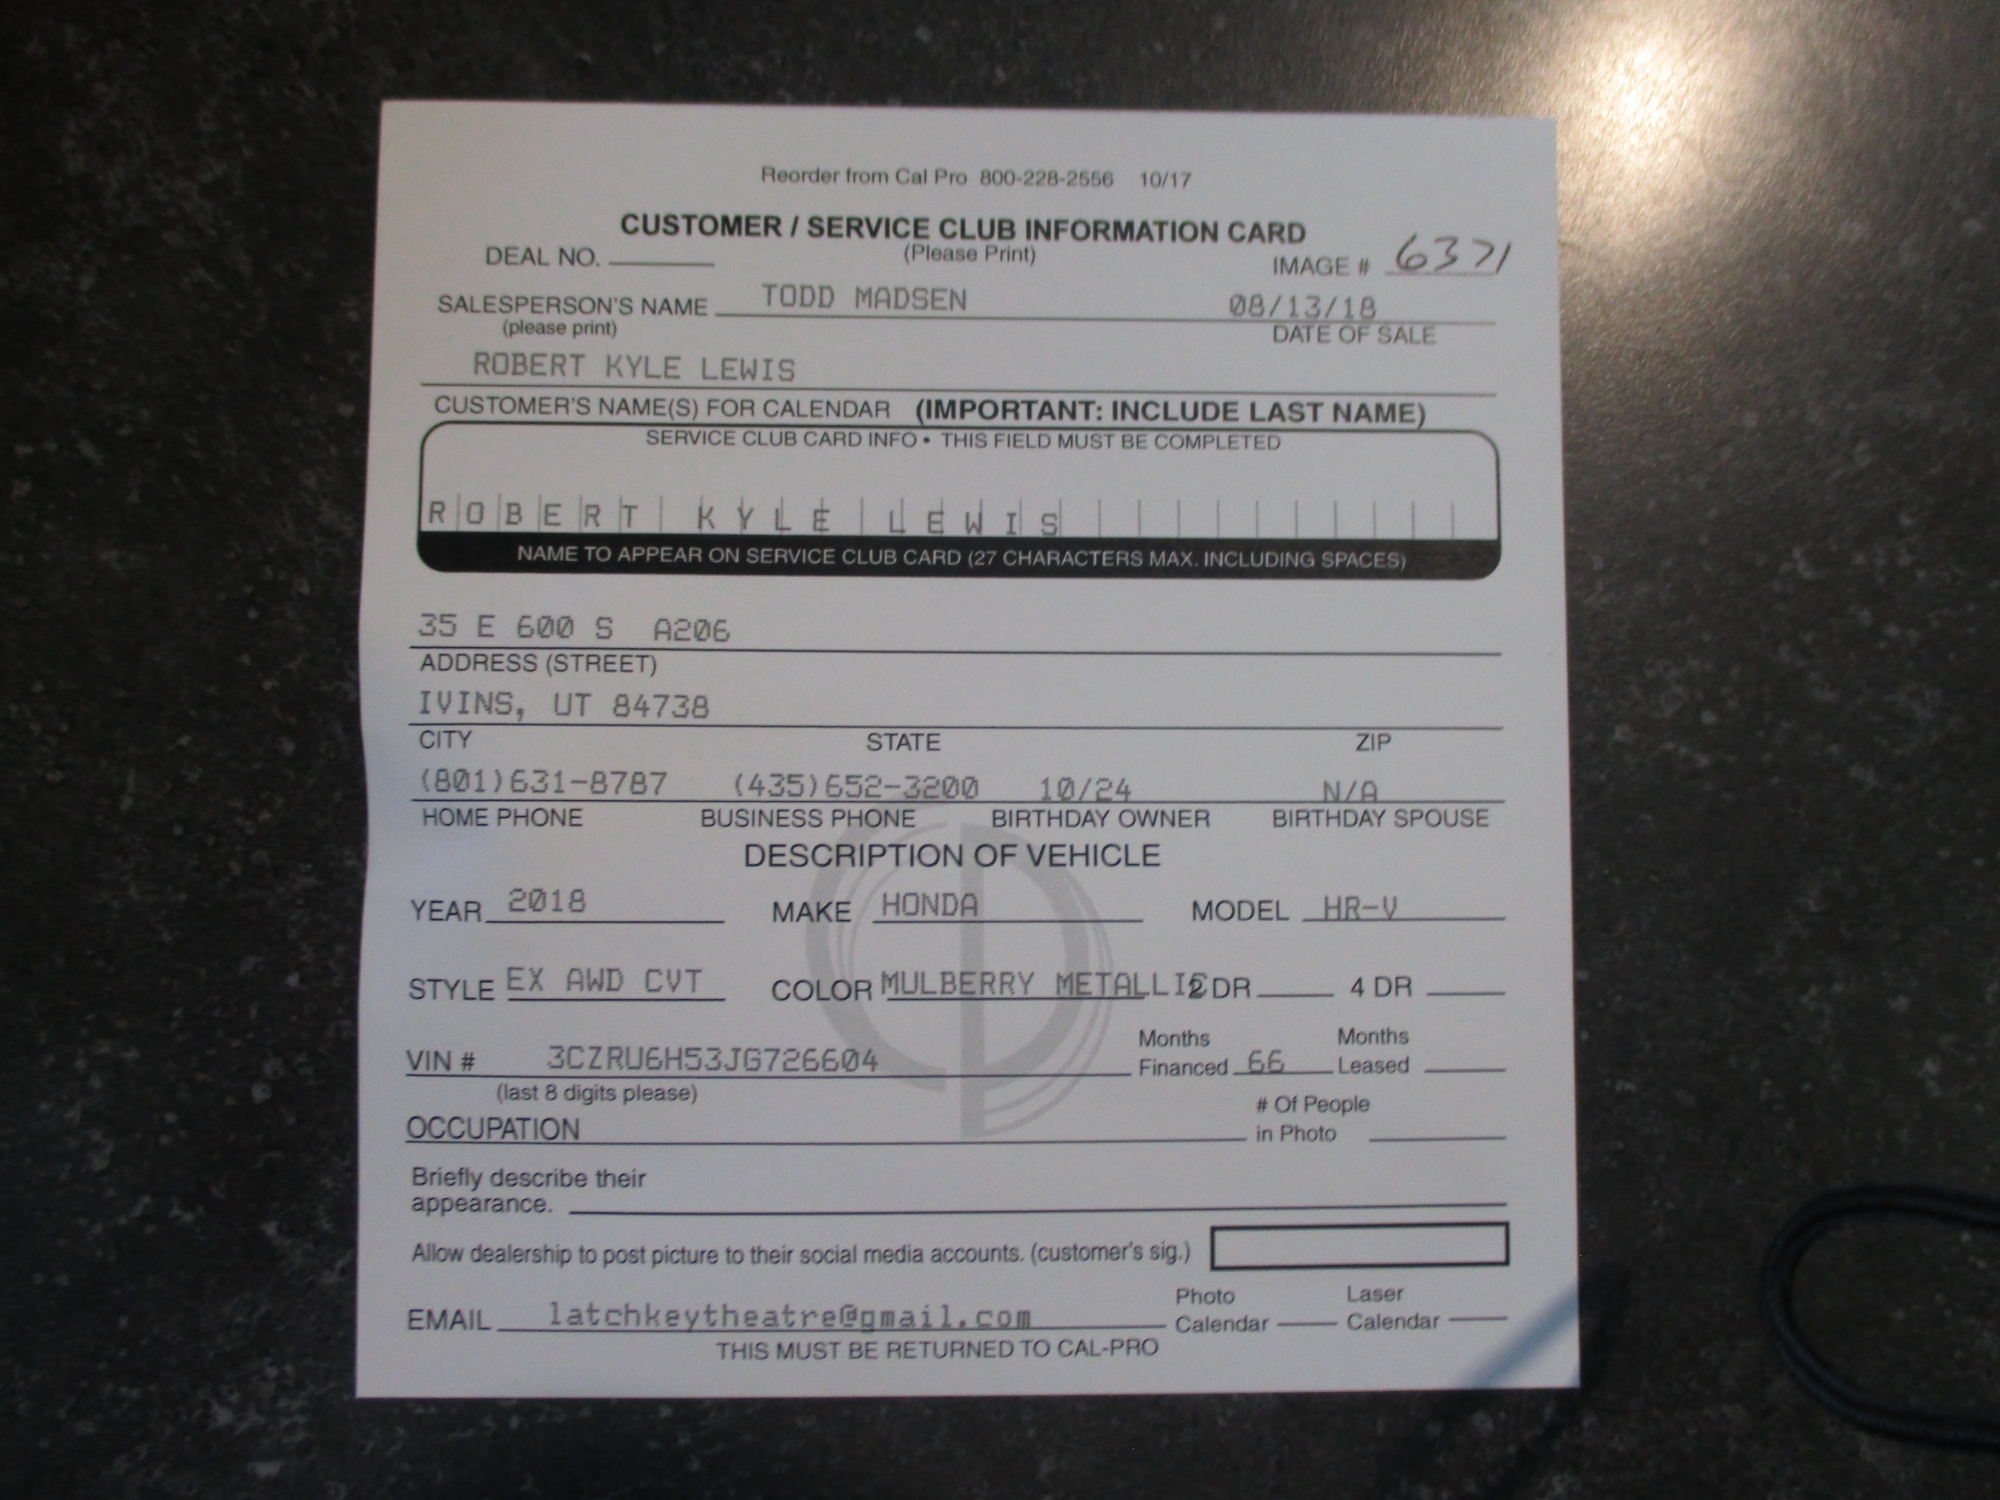 Reorder from Cal Pro 800-228-2556 10/17
CUSTOMER / SERVICE CLUB INFORMATION CARD
DEAL NO. (Please Print) IMAGE # 6371
SALESPERSON'S NAME TODD MADSEN 08/13/18
(please print) DATE OF SALE
ROBERT KYLE LEWIS
CUSTOMER'S NAME(S) FOR CALENDAR (IMPORTANT: INCLUDE LAST NAME)
SERVICE CLUB CARD INFO • THIS FIELD MUST BE COMPLETED
ROBERT KYLE LEWIS
NAME TO APPEAR ON SERVICE CLUB CARD (27 CHARACTERS MAX. INCLUDING SPACES)
35 E 600 S A206
ADDRESS (STREET)
IVINS, UT 84738
CITY STATE ZIP
(801)631-8787 (435)652-3200 10/24 N/A
HOME PHONE BUSINESS PHONE BIRTHDAY OWNER BIRTHDAY SPOUSE
DESCRIPTION OF VEHICLE
YEAR 2018 MAKE HONDA MODEL HR-V
STYLE EX AWD CVT COLOR MULBERRY METALLIC 2 DR 4 DR
VIN # 3CZRU6H53JG726604 Months Financed 66 Months Leased
(last 8 digits please)
OCCUPATION # Of People in Photo
Briefly describe their
appearance.
Allow dealership to post picture to their social media accounts. (customer's sig.)
EMAIL latchkeytheatre@gmail.com Photo Calendar Laser Calendar
THIS MUST BE RETURNED TO CAL-PRO